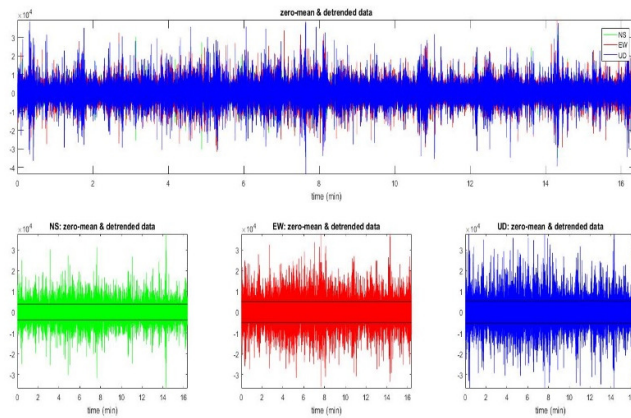 zero-mean & detrended data
×10⁴
NS
EW
UD
3
2
1
0
-1
-2
-3
-4
0 2 4 6 8 10 12 14 16
time (min)
NS: zero-mean & detrended data
×10⁴
3
2
1
0
-1
-2
-3
0 2 4 6 8 10 12 14 16
time (min)
EW: zero-mean & detrended data
×10⁴
3
2
1
0
-1
-2
-3
0 2 4 6 8 10 12 14 16
time (min)
UD: zero-mean & detrended data
×10⁴
3
2
1
0
-1
-2
-3
0 2 4 6 8 10 12 14 16
time (min)